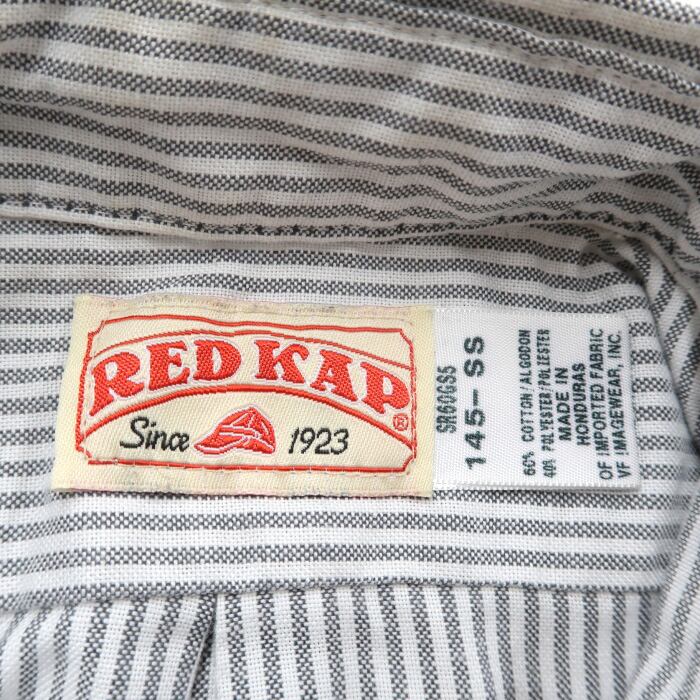 RED KAP®
Since 1923
SR60GS5
145-SS
60% COTTON/ALGODON
40% POLYESTER/POLIESTER
MADE IN
HONDURAS
OF IMPORTED FABRIC
VF IMAGEWEAR, INC.